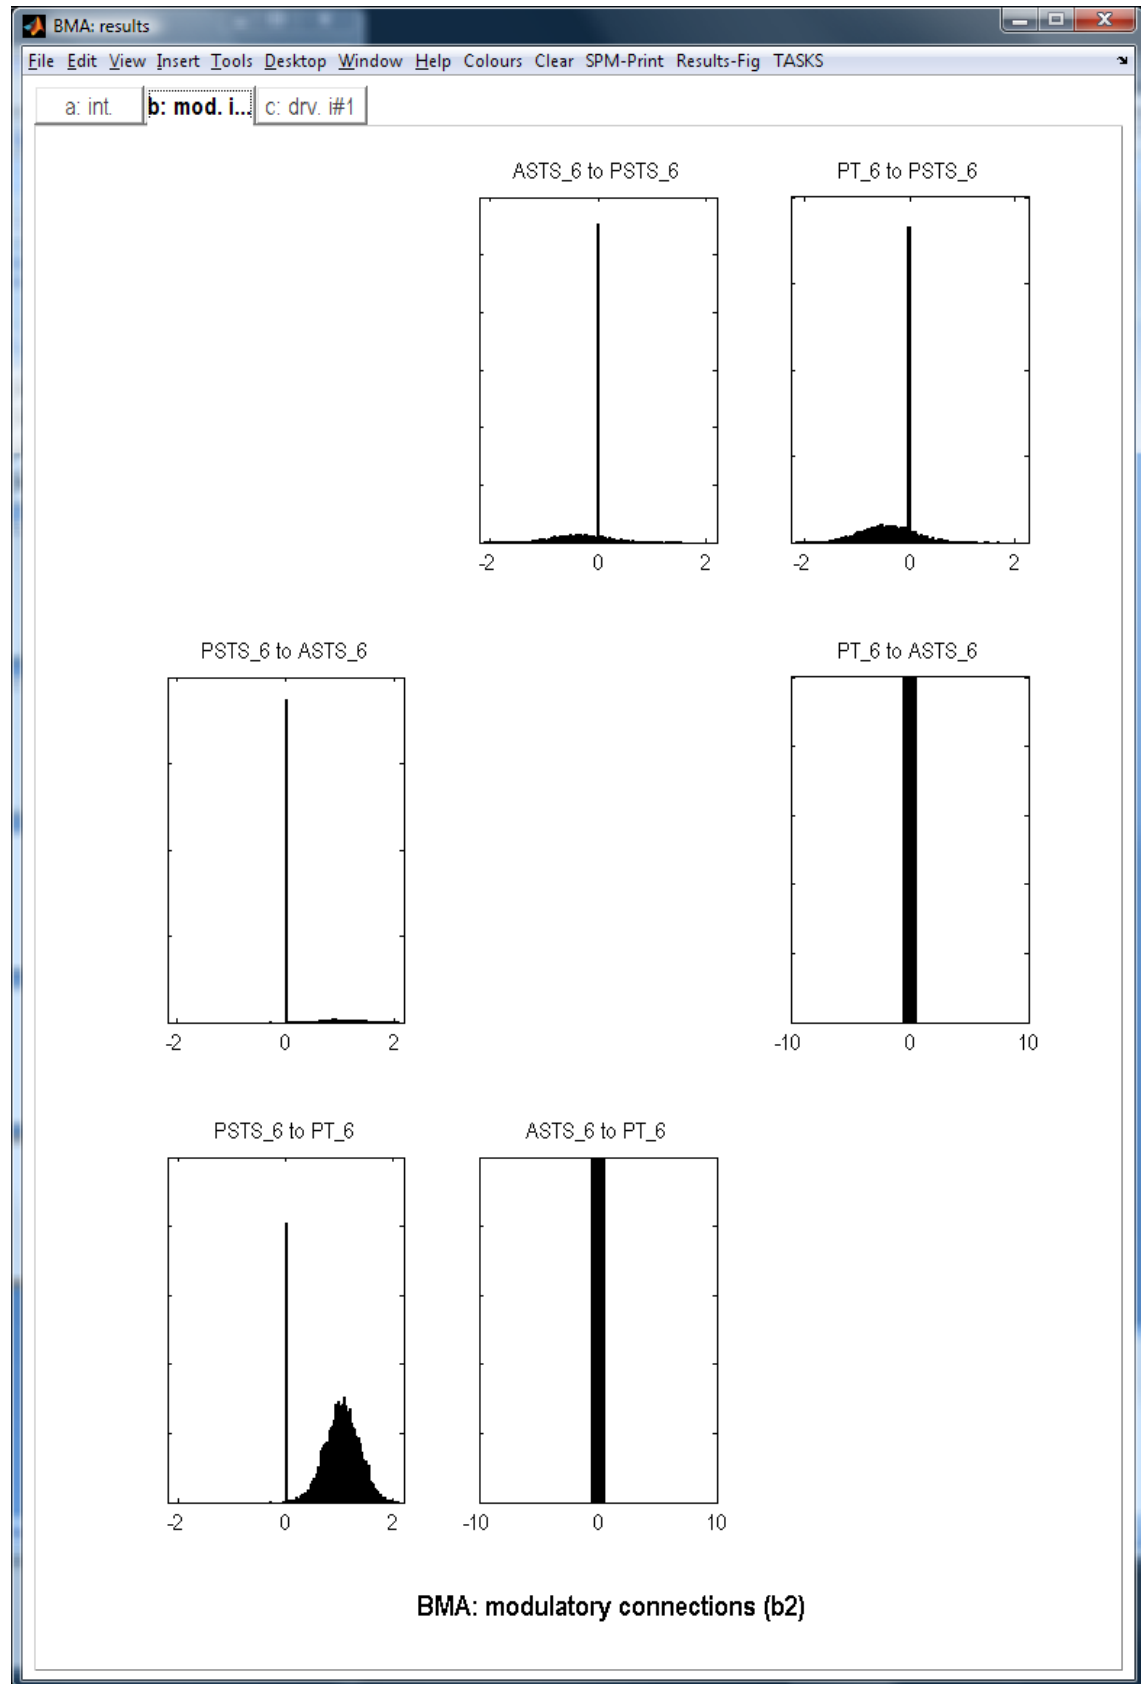 BMA: results
File Edit View Insert Tools Desktop Window Help Colours Clear SPM-Print Results-Fig TASKS
a: int. b: mod. i... c: drv. i#1
ASTS_6 to PSTS_6 PT_6 to PSTS_6
-2 0 2 -2 0 2
PSTS_6 to ASTS_6 PT_6 to ASTS_6
-2 0 2 -10 0 10
PSTS_6 to PT_6 ASTS_6 to PT_6
-2 0 2 -10 0 10
BMA: modulatory connections (b2)